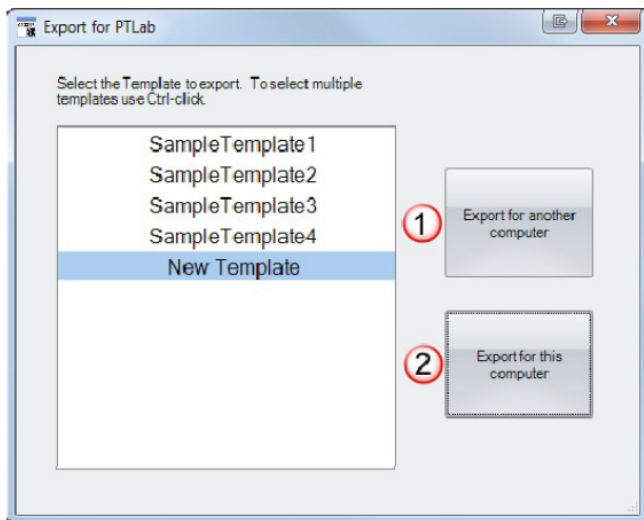 Export for PTLab
Select the Template to export. To select multiple
templates use Ctrl-click.
SampleTemplate1
SampleTemplate2
SampleTemplate3
SampleTemplate4
New Template
1
Export for another
computer
2
Export for this
computer